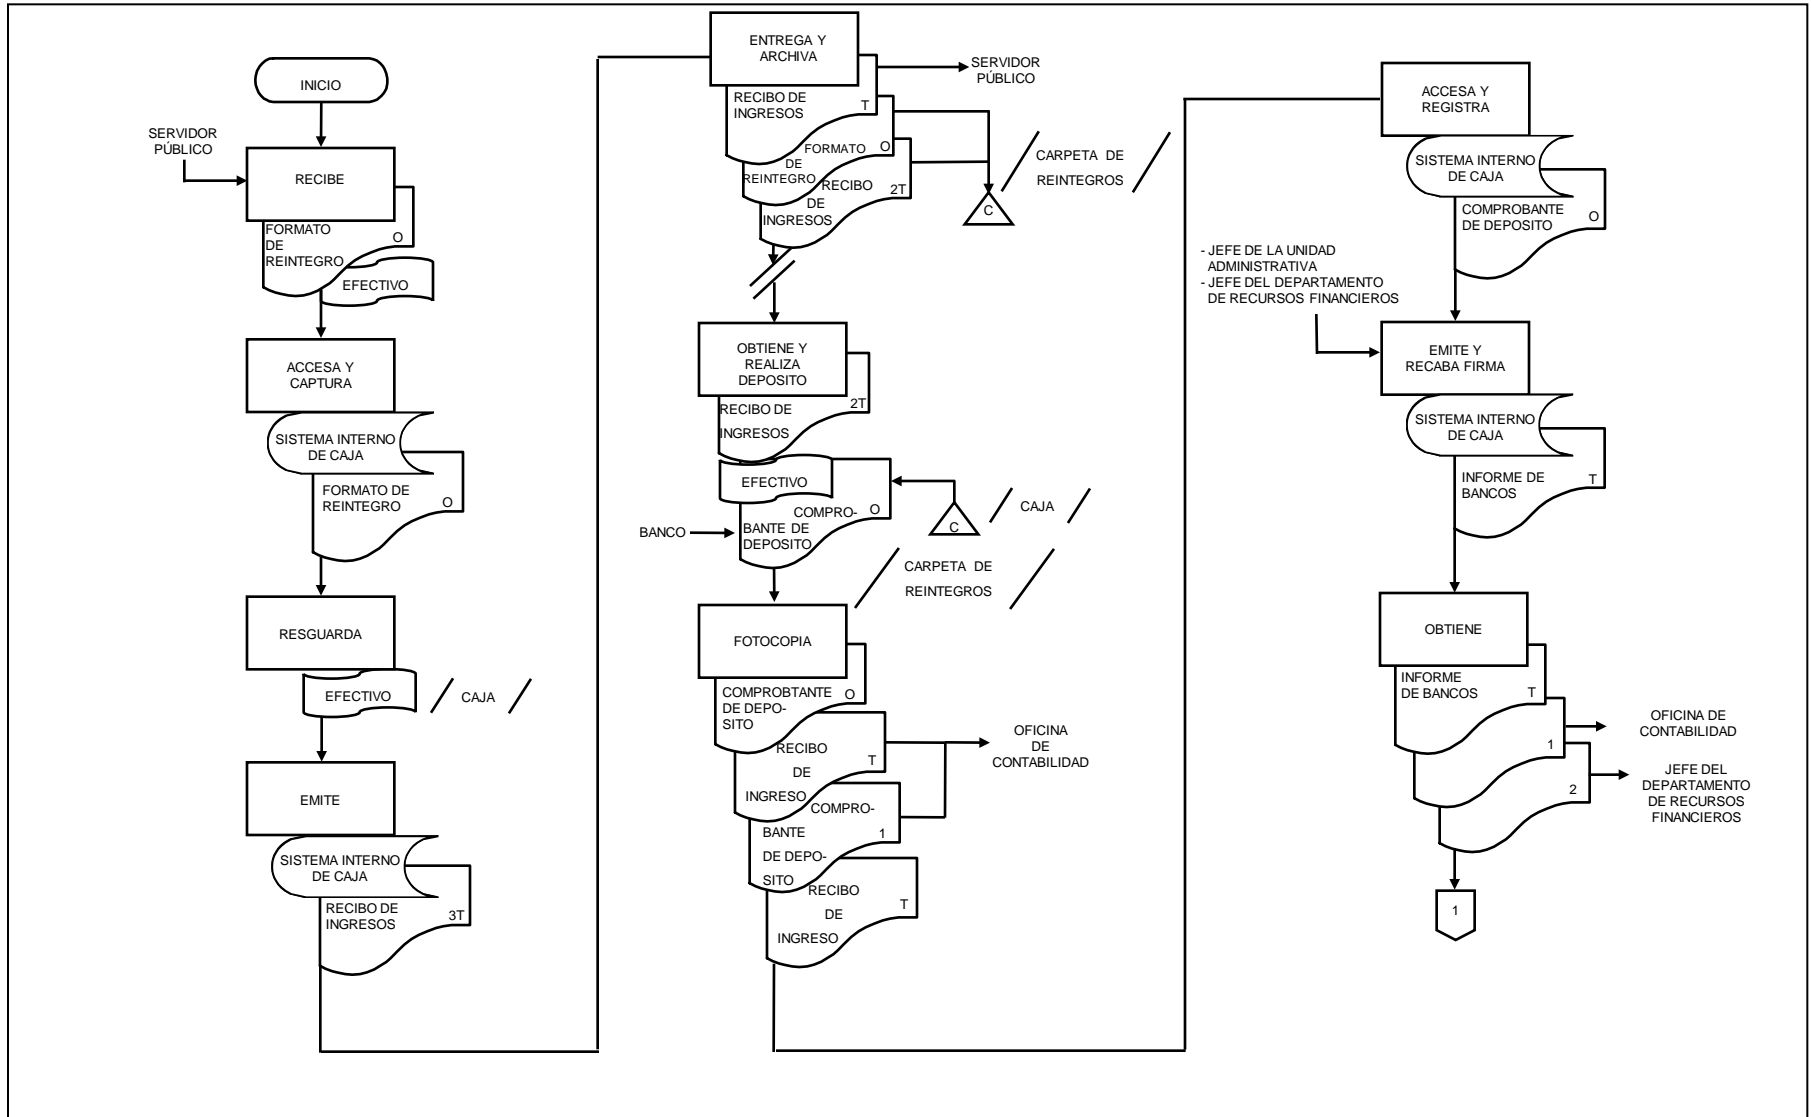 INICIO
SERVIDOR
PÚBLICO
RECIBE
FORMATO
DE
REINTEGRO
O
EFECTIVO
ACCESA Y
CAPTURA
SISTEMA INTERNO
DE CAJA
FORMATO DE
REINTEGRO
O
RESGUARDA
EFECTIVO
CAJA
EMITE
SISTEMA INTERNO
DE CAJA
RECIBO DE
INGRESOS
3T
ENTREGA Y
ARCHIVA
SERVIDOR
PÚBLICO
RECIBO DE
INGRESOS
T
FORMATO
DE
REINTEGRO
O
RECIBO
DE
INGRESOS
2T
C
CARPETA DE
REINTEGROS
OBTIENE Y
REALIZA
DEPOSITO
RECIBO DE
INGRESOS
2T
EFECTIVO
COMPRO-
BANTE DE
DEPOSITO
O
BANCO
C
CAJA
CARPETA DE
REINTEGROS
FOTOCOPIA
COMPROBTANTE
DE DEPO-
SITO
O
RECIBO
DE
INGRESO
T
COMPRO-
BANTE
DE DEPO-
SITO
1
RECIBO
DE
INGRESO
T
OFICINA
DE
CONTABILIDAD
ACCESA Y
REGISTRA
SISTEMA INTERNO
DE CAJA
COMPROBANTE
DE DEPOSITO
O
- JEFE DE LA UNIDAD
ADMINISTRATIVA
- JEFE DEL DEPARTAMENTO
DE RECURSOS FINANCIEROS
EMITE Y
RECABA FIRMA
SISTEMA INTERNO
DE CAJA
INFORME DE
BANCOS
T
OBTIENE
INFORME
DE BANCOS
T
1
2
OFICINA DE
CONTABILIDAD
JEFE DEL
DEPARTAMENTO
DE RECURSOS
FINANCIEROS
1